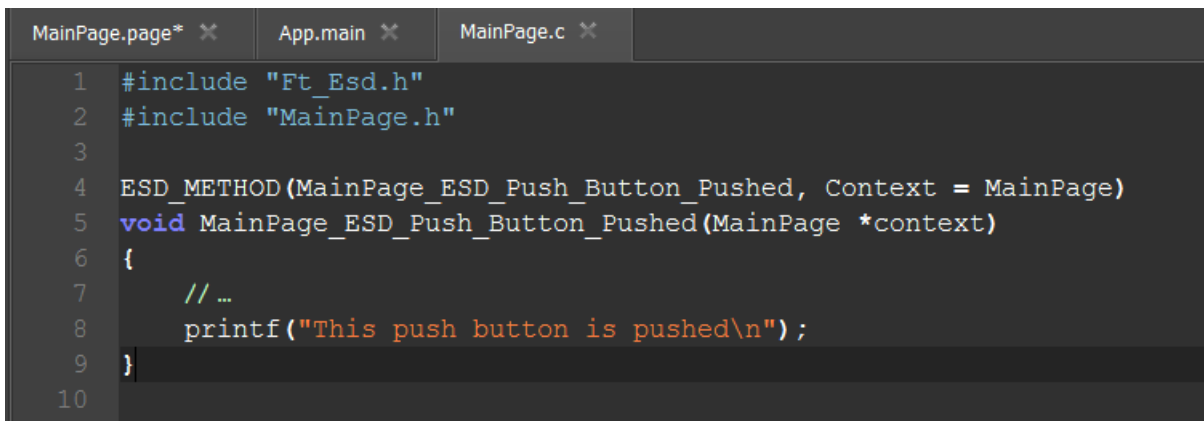 MainPage.page* ✕ App.main ✕ MainPage.c ✕
1 #include "Ft_Esd.h"
2 #include "MainPage.h"
3
4 ESD_METHOD(MainPage_ESD_Push_Button_Pushed, Context = MainPage)
5 void MainPage_ESD_Push_Button_Pushed(MainPage *context)
6 {
7     // …
8     printf("This push button is pushed\n");
9 }
10